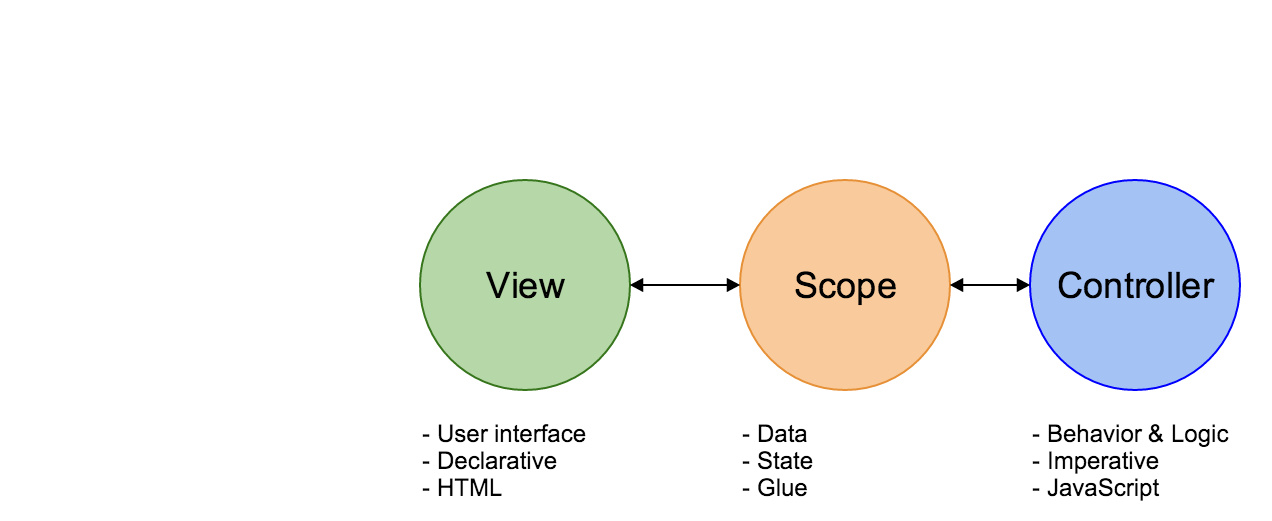 View
Scope
Controller
- User interface
- Declarative
- HTML
- Data
- State
- Glue
- Behavior & Logic
- Imperative
- JavaScript